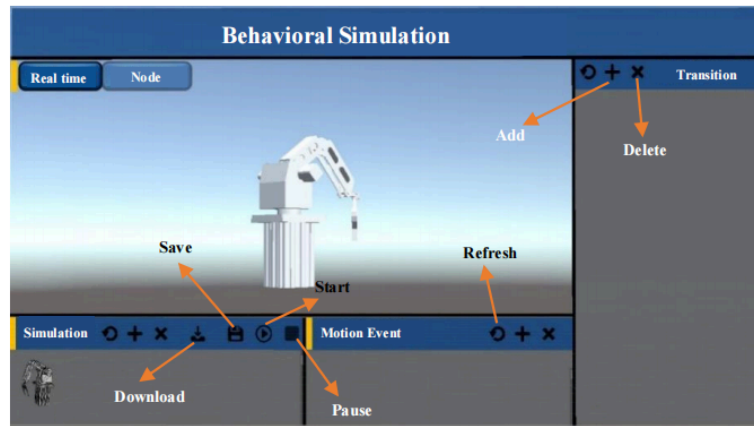 Behavioral Simulation
Real time
Node
Transition
Add
Delete
Save
Refresh
Start
Simulation
Motion Event
Download
Pause